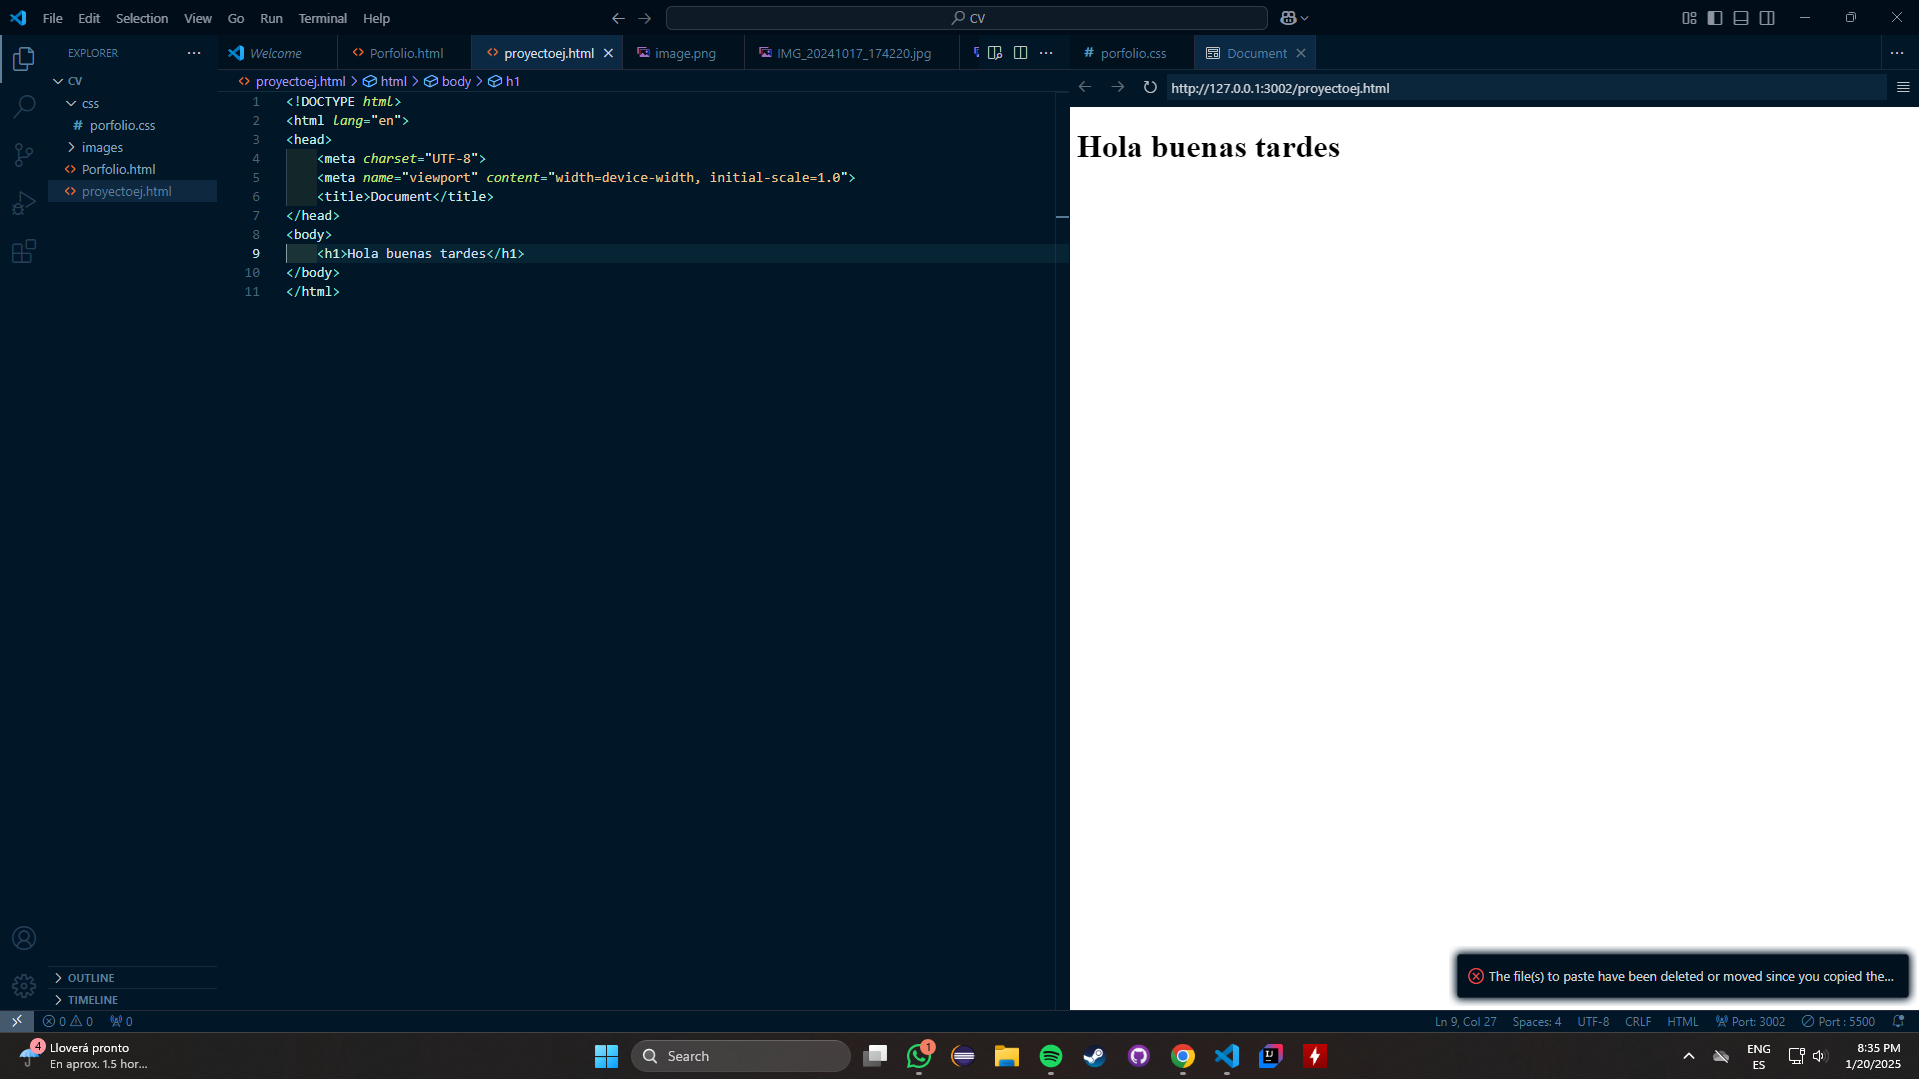 File Edit Selection View Go Run Terminal Help
CV
EXPLORER
CV
css
# porfolio.css
images
Porfolio.html
proyectoej.html
OUTLINE
TIMELINE
Welcome
Porfolio.html
proyectoej.html
image.png
IMG_20241017_174220.jpg
proyectoej.html > html > body > h1
1 <!DOCTYPE html>
2 <html lang="en">
3 <head>
4 <meta charset="UTF-8">
5 <meta name="viewport" content="width=device-width, initial-scale=1.0">
6 <title>Document</title>
7 </head>
8 <body>
9 <h1>Hola buenas tardes</h1>
10 </body>
11 </html>
# porfolio.css
Document
http://127.0.0.1:3002/proyectoej.html
Hola buenas tardes
The file(s) to paste have been deleted or moved since you copied the...
0 0 0
Ln 9, Col 27 Spaces: 4 UTF-8 CRLF HTML Port: 3002 Port : 5500
4
Lloverá pronto
En aprox. 1.5 hor...
Search
1
IJ
ENG
ES
8:35 PM
1/20/2025